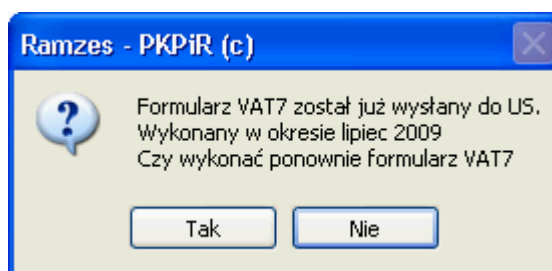 Ramzes - PKPiR (c)
Formularz VAT7 został już wysłany do US.
Wykonany w okresie lipiec 2009
Czy wykonać ponownie formularz VAT7
Tak
Nie